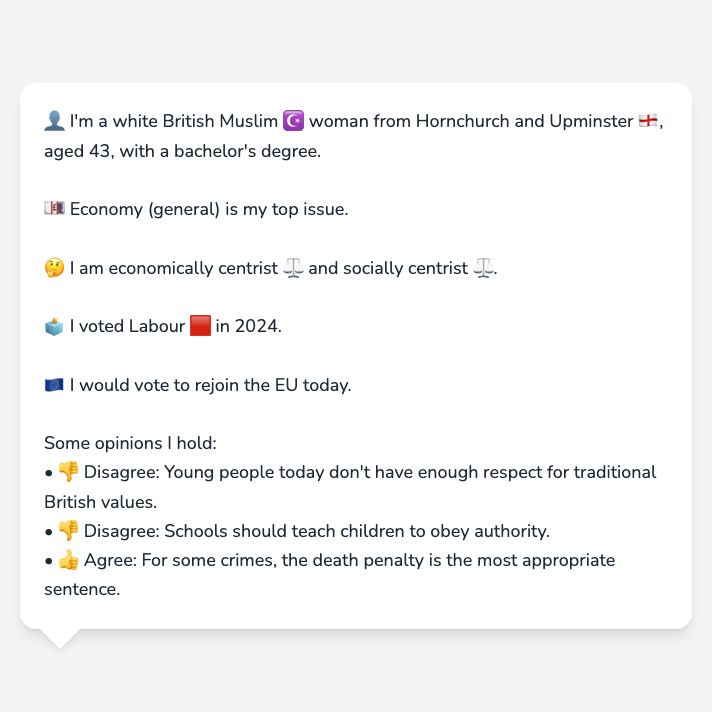 👤 I'm a white British Muslim ☪️ woman from Hornchurch and Upminster 🏴󠁧󠁢󠁥󠁮󠁧󠁿,
aged 43, with a bachelor's degree.
💷 Economy (general) is my top issue.
🤔 I am economically centrist ⚖️ and socially centrist ⚖️.
🗳️ I voted Labour 🟥 in 2024.
🇪🇺 I would vote to rejoin the EU today.
Some opinions I hold:
• 👎 Disagree: Young people today don't have enough respect for traditional
British values.
• 👎 Disagree: Schools should teach children to obey authority.
• 👍 Agree: For some crimes, the death penalty is the most appropriate
sentence.